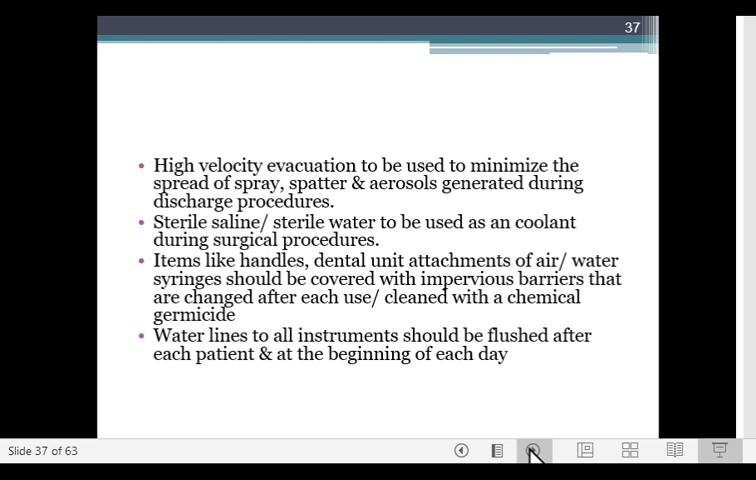 37
• High velocity evacuation to be used to minimize the
spread of spray, spatter & aerosols generated during
discharge procedures.
• Sterile saline/ sterile water to be used as an coolant
during surgical procedures.
• Items like handles, dental unit attachments of air/ water
syringes should be covered with impervious barriers that
are changed after each use/ cleaned with a chemical
germicide
• Water lines to all instruments should be flushed after
each patient & at the beginning of each day
Slide 37 of 63